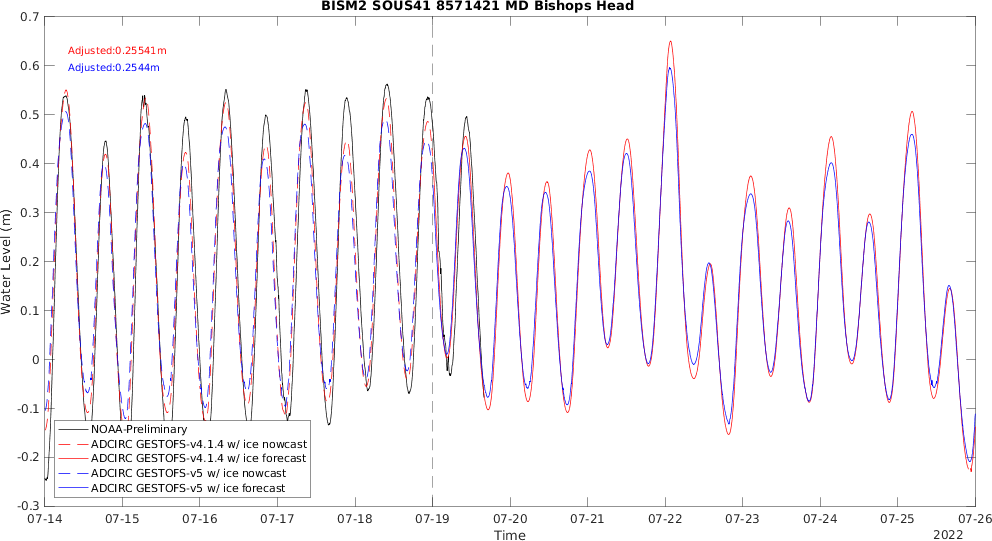 BISM2 SOUS41 8571421 MD Bishops Head
0.7
0.6
0.5
0.4
0.3
0.2
0.1
0
-0.1
-0.2
-0.3
Water Level (m)
Adjusted:0.25541m
Adjusted:0.2544m
NOAA-Preliminary
ADCIRC GESTOFS-v4.1.4 w/ ice nowcast
ADCIRC GESTOFS-v4.1.4 w/ ice forecast
ADCIRC GESTOFS-v5 w/ ice nowcast
ADCIRC GESTOFS-v5 w/ ice forecast
07-14 07-15 07-16 07-17 07-18 07-19 07-20 07-21 07-22 07-23 07-24 07-25 07-26
Time
2022